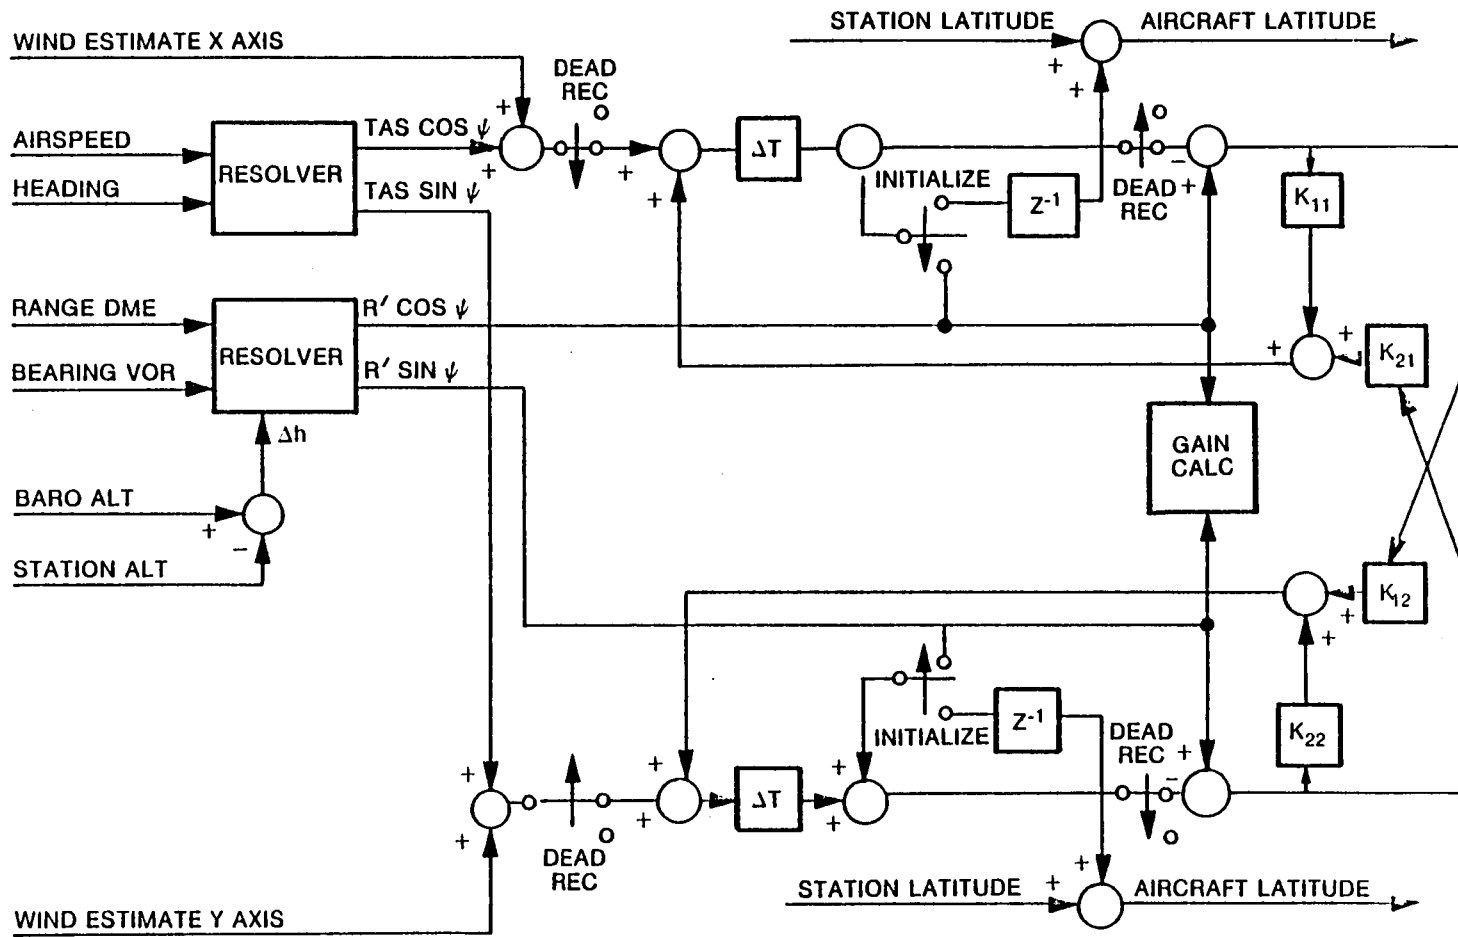 STATION LATITUDE
AIRCRAFT LATITUDE
WIND ESTIMATE X AXIS
DEAD
REC
+
+
+
AIRSPEED
HEADING
RESOLVER
TAS COS ψ
TAS SIN ψ
+
+
+
ΔT
INITIALIZE
Z⁻¹
DEAD
REC
−
+
K₁₁
RANGE DME
BEARING VOR
RESOLVER
R′ COS ψ
R′ SIN ψ
Δh
+
+
K₂₁
GAIN
CALC
BARO ALT
+
−
STATION ALT
K₁₂
+
+
K₂₂
INITIALIZE
Z⁻¹
DEAD
REC
+
−
+
+
+
+
ΔT
+
+
DEAD
REC
STATION LATITUDE
+
+
AIRCRAFT LATITUDE
WIND ESTIMATE Y AXIS